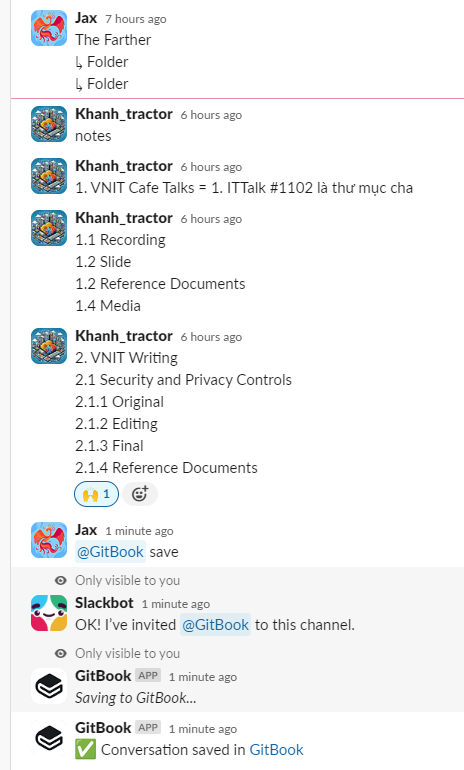 Jax 7 hours ago
The Farther
↳ Folder
↳ Folder
Khanh_tractor 6 hours ago
notes
Khanh_tractor 6 hours ago
1. VNIT Cafe Talks = 1. ITTalk #1102 là thư mục cha
Khanh_tractor 6 hours ago
1.1 Recording
1.2 Slide
1.2 Reference Documents
1.4 Media
Khanh_tractor 6 hours ago
2. VNIT Writing
2.1 Security and Privacy Controls
2.1.1 Original
2.1.2 Editing
2.1.3 Final
2.1.4 Reference Documents
🙌 1
Jax 1 minute ago
@GitBook save
Only visible to you
Slackbot 1 minute ago
OK! I’ve invited @GitBook to this channel.
Only visible to you
GitBook APP 1 minute ago
Saving to GitBook...
GitBook APP 1 minute ago
✅ Conversation saved in GitBook